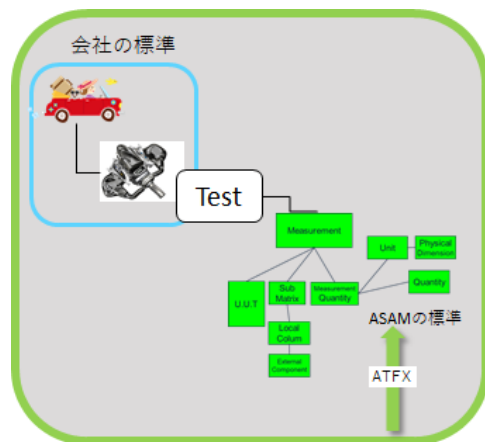 会社の標準
Test
Measurement
Unit
Physical
Dimension
U.U.T
Sub
Matrix
Measurement
Quantity
Quantity
Local
Colum
External
Component
ASAMの標準
ATFX